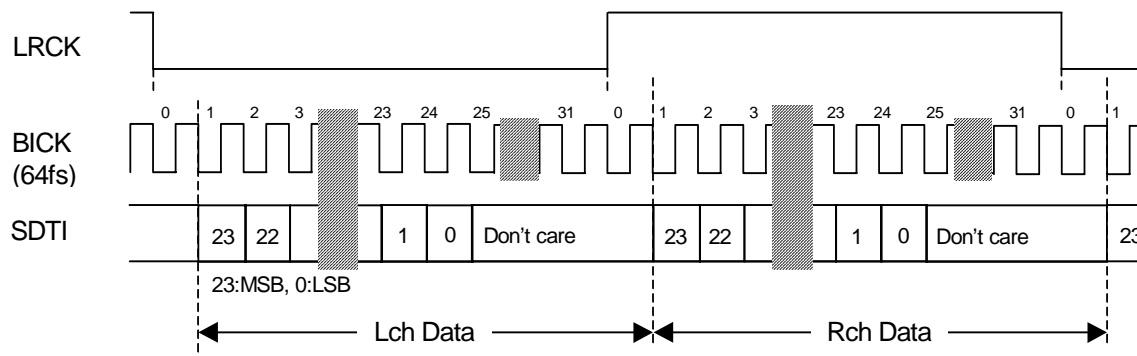 LRCK
0 1 2 3 23 24 25 31 0 1 2 3 23 24 25 31 0 1
BICK
(64fs)
SDTI 23 22 1 0 Don't care 23 22 1 0 Don't care 23
23:MSB, 0:LSB
Lch Data Rch Data